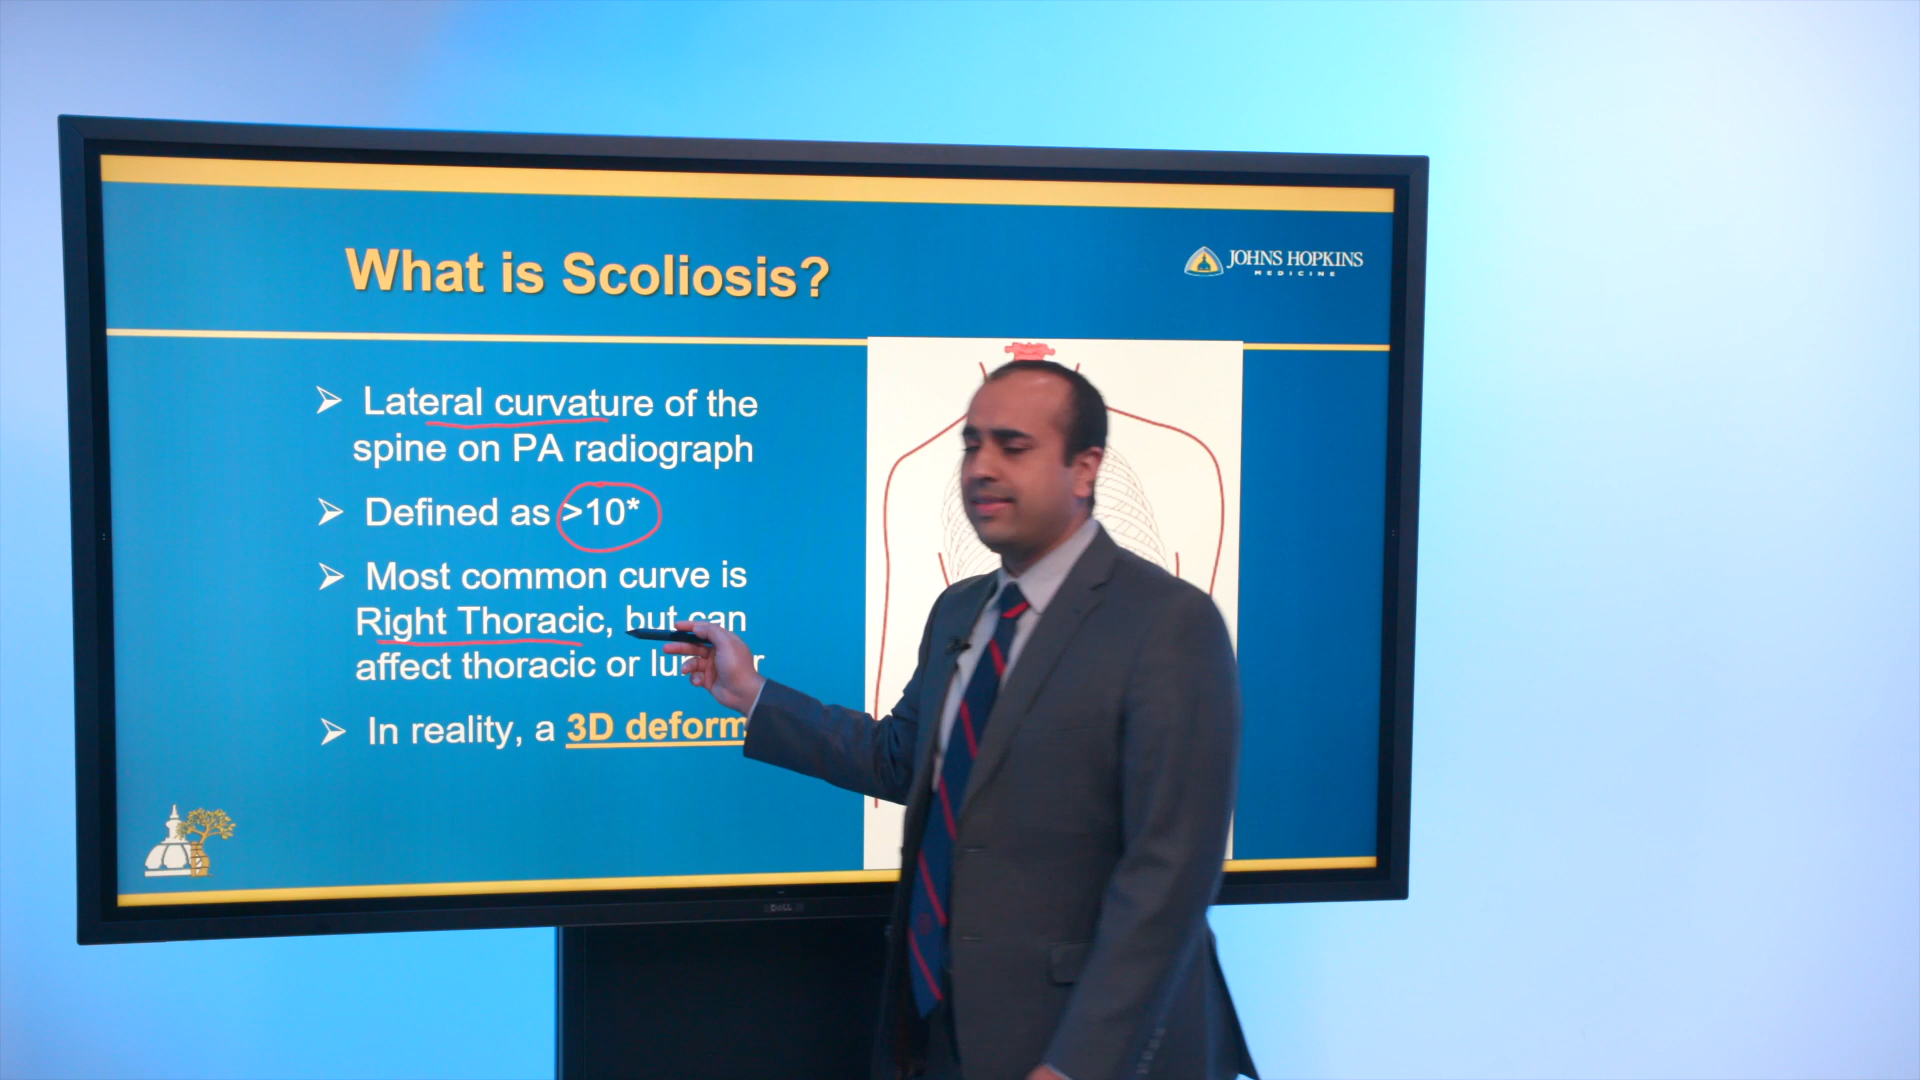 What is Scoliosis?
JOHNS HOPKINS
MEDICINE
Lateral curvature of the
spine on PA radiograph
Defined as >10*
Most common curve is
Right Thoracic, but can
affect thoracic or
In reality, a 3D
DELL